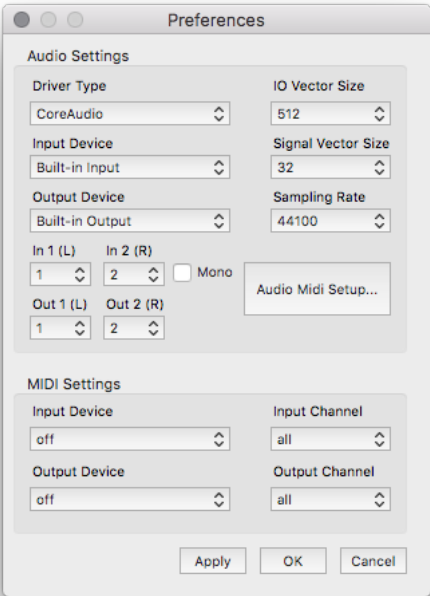 Preferences
Audio Settings
Driver Type IO Vector Size
CoreAudio 512
Input Device Signal Vector Size
Built-in Input 32
Output Device Sampling Rate
Built-in Output 44100
In 1 (L) In 2 (R)
1 2 Mono
Audio Midi Setup...
Out 1 (L) Out 2 (R)
1 2
MIDI Settings
Input Device Input Channel
off all
Output Device Output Channel
off all
Apply OK Cancel